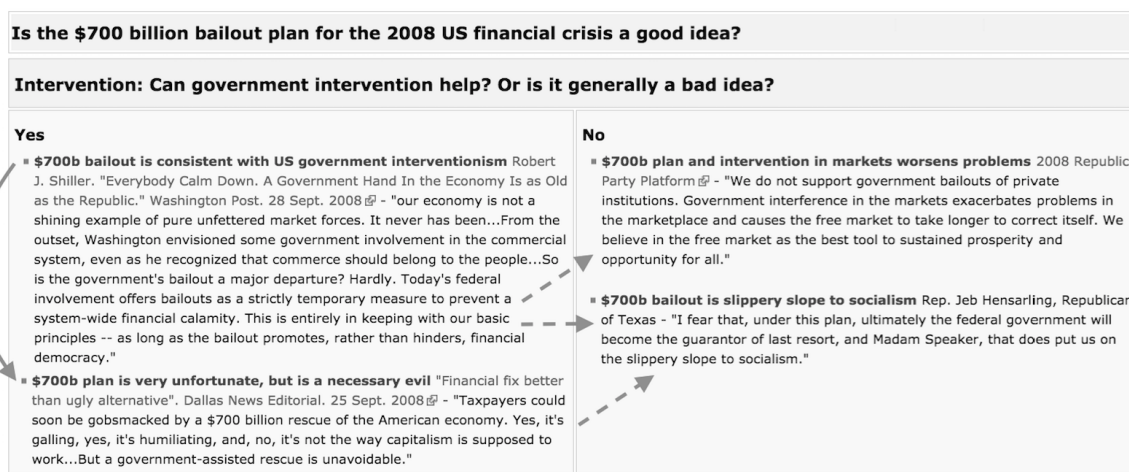 Is the $700 billion bailout plan for the 2008 US financial crisis a good idea?
Intervention: Can government intervention help? Or is it generally a bad idea?
Yes
$700b bailout is consistent with US government interventionism Robert
J. Shiller. "Everybody Calm Down. A Government Hand In the Economy Is as Old
as the Republic." Washington Post. 28 Sept. 2008 - "our economy is not a
shining example of pure unfettered market forces. It never has been...From the
outset, Washington envisioned some government involvement in the commercial
system, even as he recognized that commerce should belong to the people...So
is the government's bailout a major departure? Hardly. Today's federal
involvement offers bailouts as a strictly temporary measure to prevent a
system-wide financial calamity. This is entirely in keeping with our basic
principles -- as long as the bailout promotes, rather than hinders, financial
democracy."
$700b plan is very unfortunate, but is a necessary evil "Financial fix better
than ugly alternative". Dallas News Editorial. 25 Sept. 2008 - "Taxpayers could
soon be gobsmacked by a $700 billion rescue of the American economy. Yes, it's
galling, yes, it's humiliating, and, no, it's not the way capitalism is supposed to
work...But a government-assisted rescue is unavoidable."
No
$700b plan and intervention in markets worsens problems 2008 Republic
Party Platform - "We do not support government bailouts of private
institutions. Government interference in the markets exacerbates problems in
the marketplace and causes the free market to take longer to correct itself. We
believe in the free market as the best tool to sustained prosperity and
opportunity for all."
$700b bailout is slippery slope to socialism Rep. Jeb Hensarling, Republican
of Texas - "I fear that, under this plan, ultimately the federal government will
become the guarantor of last resort, and Madam Speaker, that does put us on
the slippery slope to socialism."